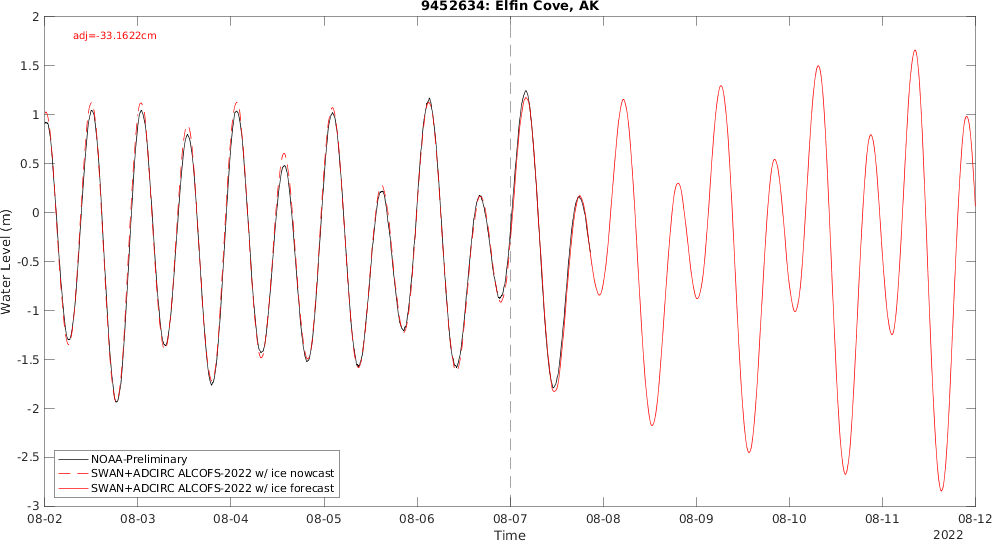 9452634: Elfin Cove, AK
adj=-33.1622cm
Water Level (m)
2
1.5
1
0.5
0
-0.5
-1
-1.5
-2
-2.5
-3
NOAA-Preliminary
SWAN+ADCIRC ALCOFS-2022 w/ ice nowcast
SWAN+ADCIRC ALCOFS-2022 w/ ice forecast
08-02 08-03 08-04 08-05 08-06 08-07 08-08 08-09 08-10 08-11 08-12
Time
2022